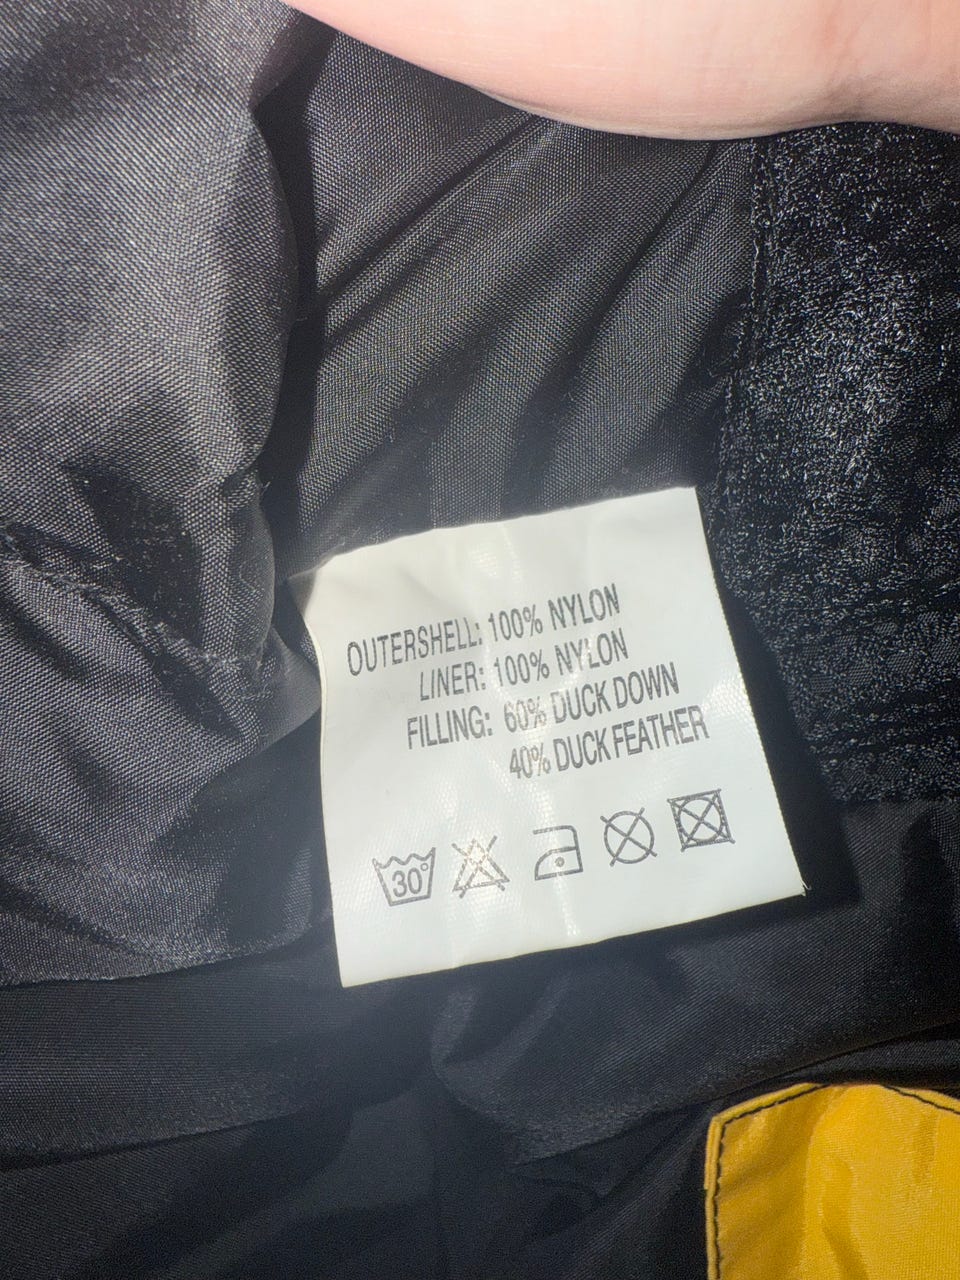 OUTERSHELL: 100% NYLON
LINER: 100% NYLON
FILLING: 60% DUCK DOWN
40% DUCK FEATHER
30°